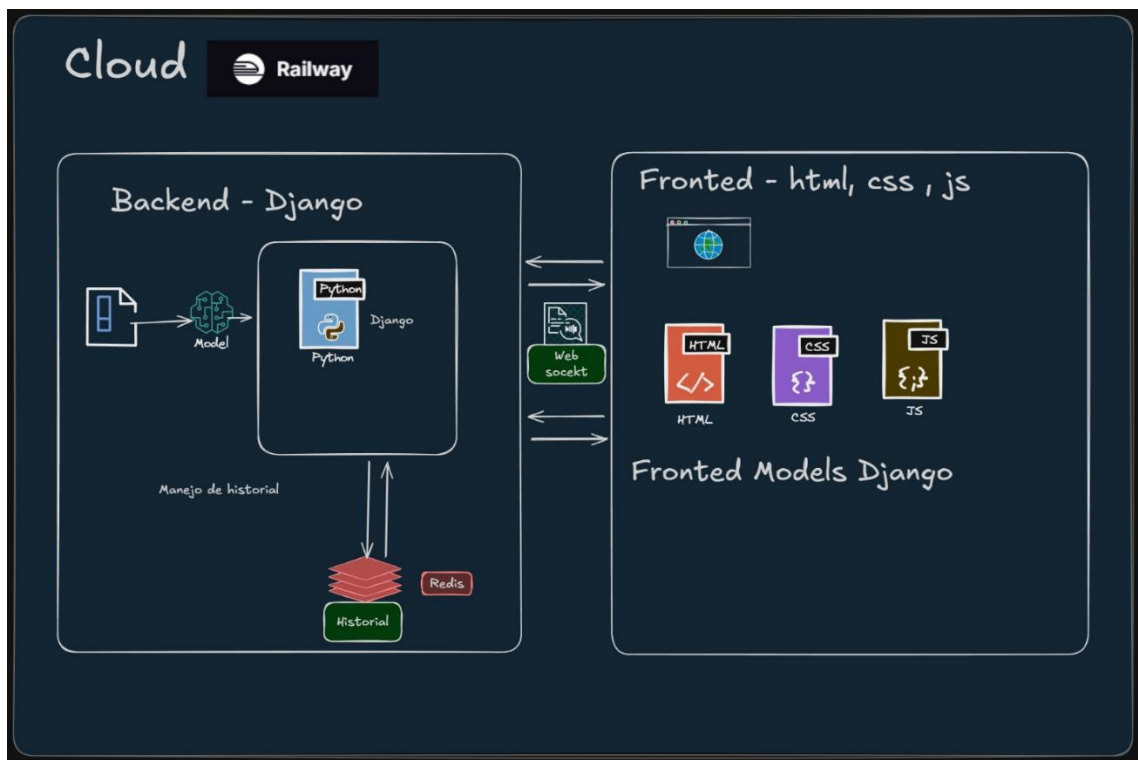 Cloud
Railway
Backend - Django
Fronted - html, css , js
Python
Django
Python
Model
Web
socekt
HTML
CSS
JS
</>
{}
{;}
HTML
CSS
JS
Fronted Models Django
Manejo de historial
Redis
Historial